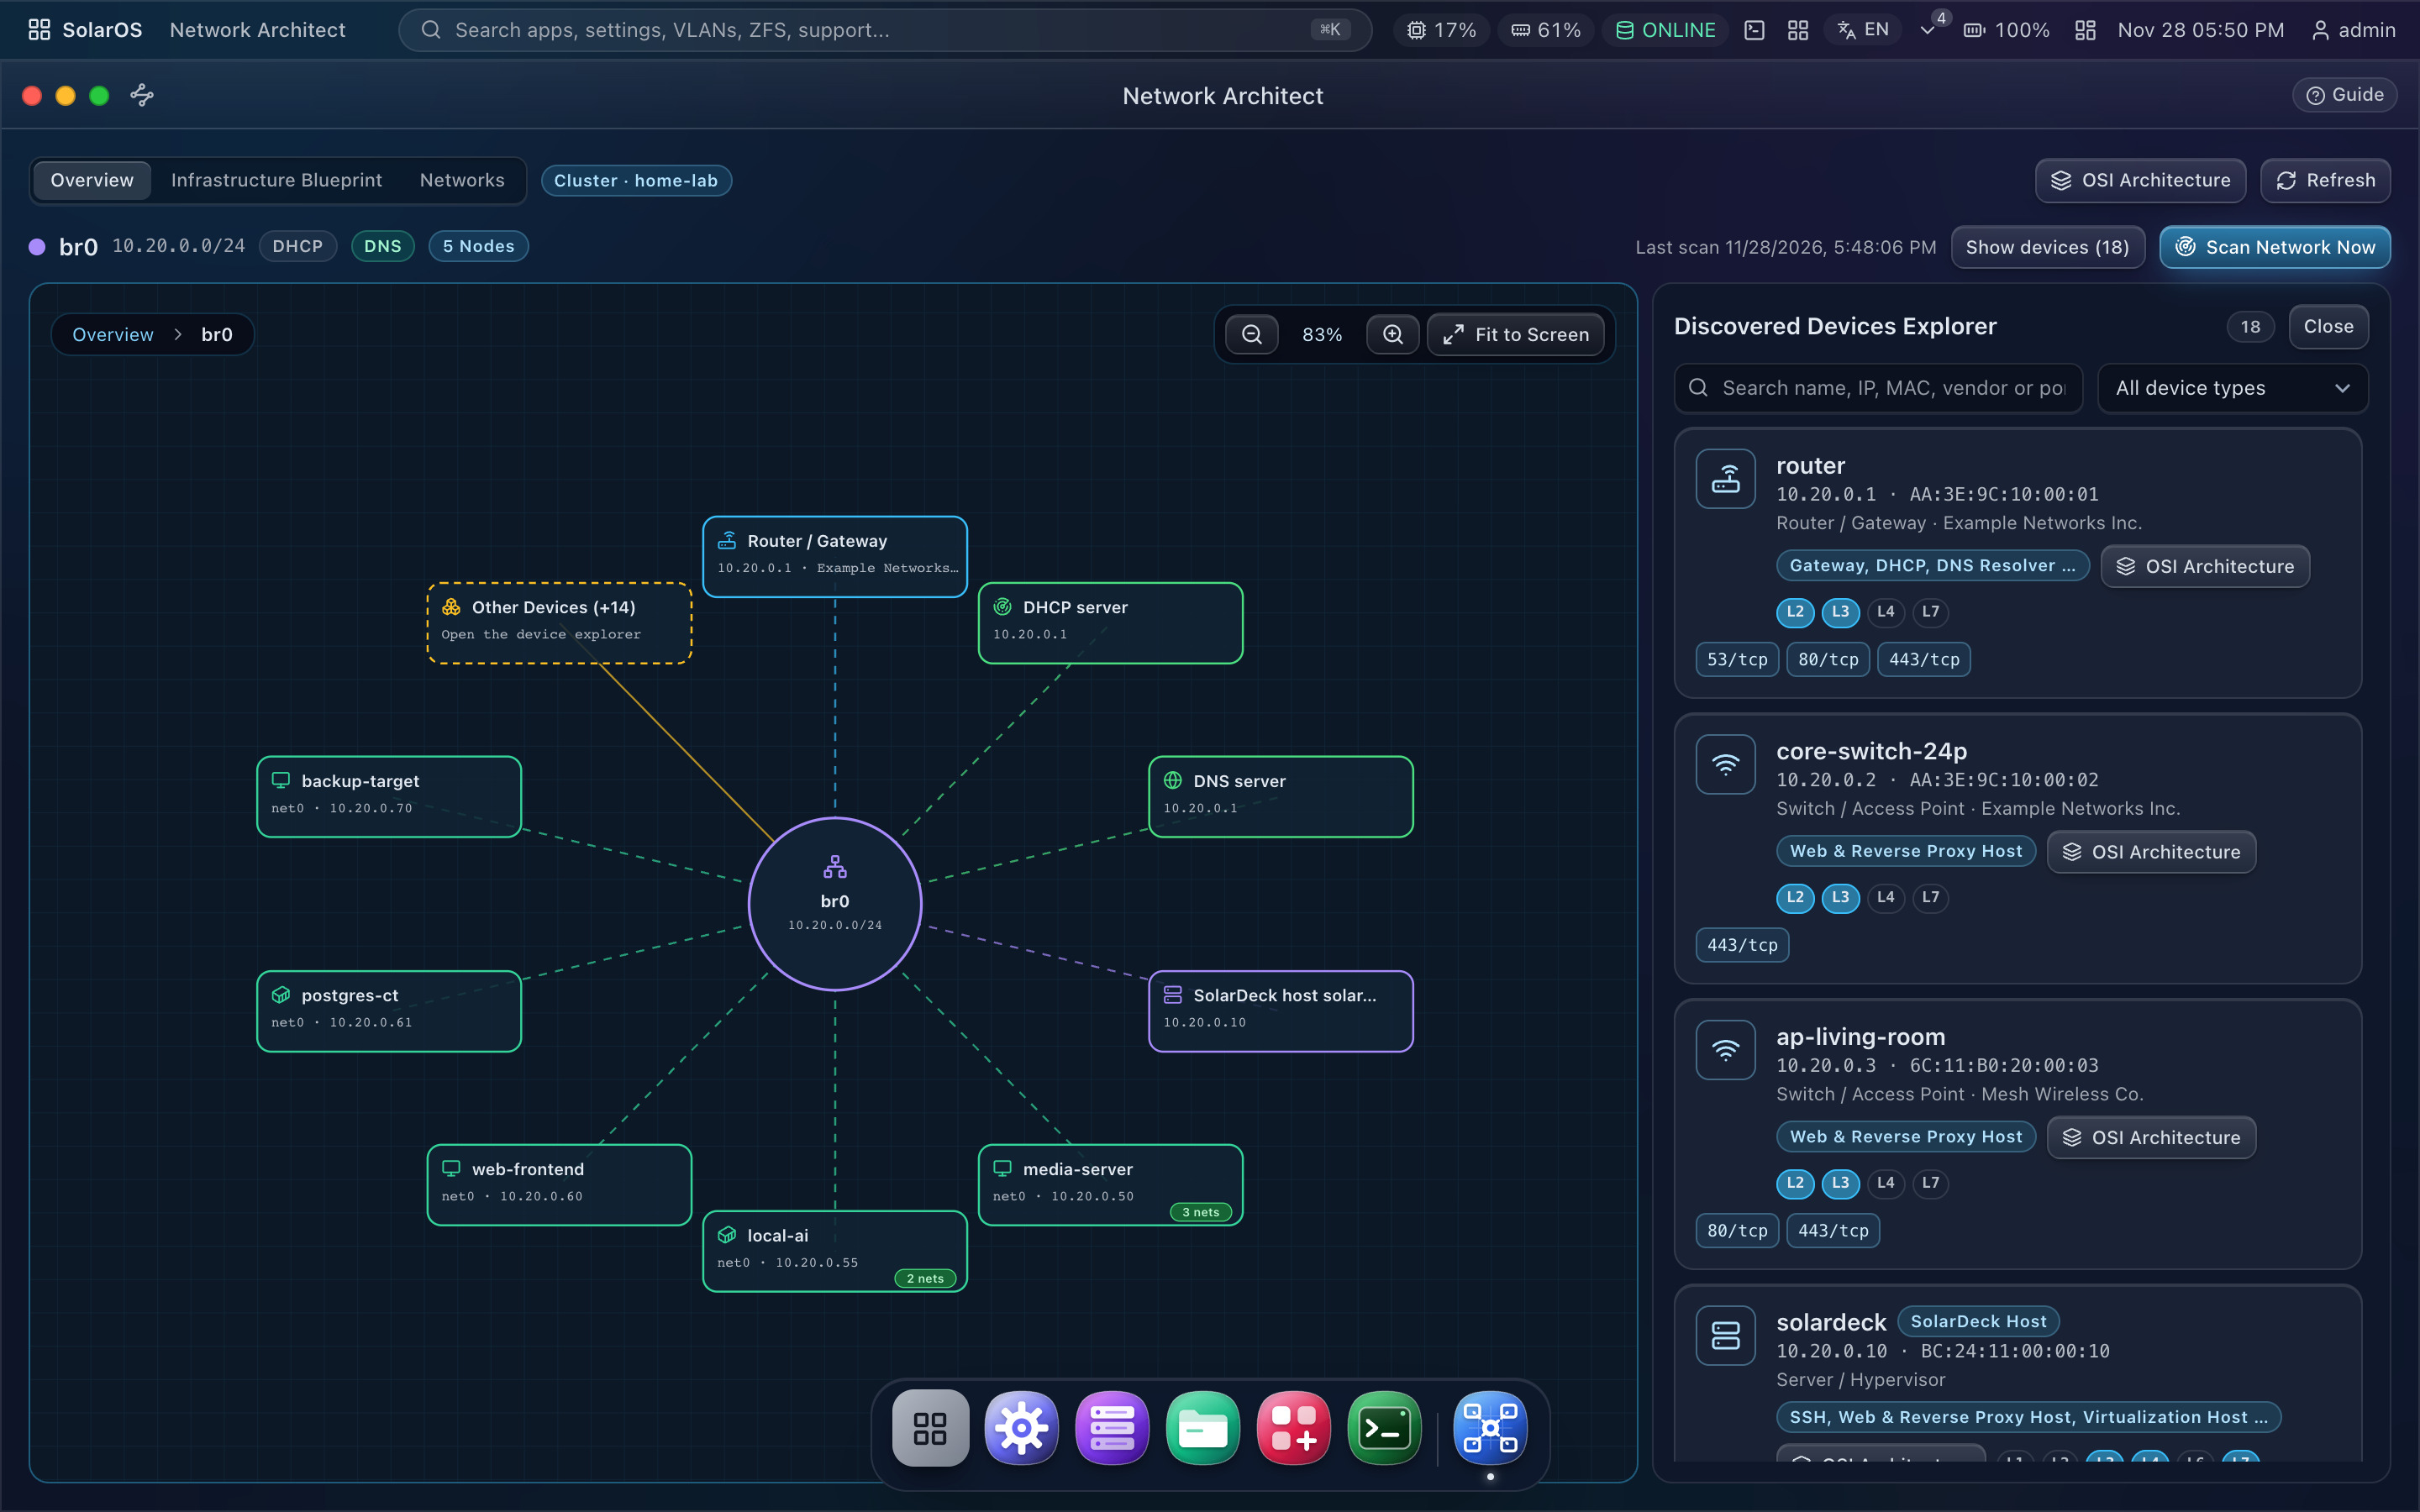 SolarOS Network Architect Search apps, settings, VLANs, ZFS, support... ⌘K 17% 61% ONLINE EN 4 100% Nov 28 05:50 PM admin
Network Architect Guide
Overview Infrastructure Blueprint Networks Cluster · home-lab OSI Architecture Refresh
br0 10.20.0.0/24 DHCP DNS 5 Nodes Last scan 11/28/2026, 5:48:06 PM Show devices (18) Scan Network Now
Overview > br0 83% Fit to Screen
Router / Gateway
10.20.0.1 · Example Networks…
Other Devices (+14)
Open the device explorer
DHCP server
10.20.0.1
backup-target
net0 · 10.20.0.70
DNS server
10.20.0.1
br0
10.20.0.0/24
postgres-ct
net0 · 10.20.0.61
SolarDeck host solar...
10.20.0.10
web-frontend
net0 · 10.20.0.60
media-server
net0 · 10.20.0.50
3 nets
local-ai
net0 · 10.20.0.55
2 nets
Discovered Devices Explorer 18 Close
Search name, IP, MAC, vendor or por All device types
router
10.20.0.1 · AA:3E:9C:10:00:01
Router / Gateway · Example Networks Inc.
Gateway, DHCP, DNS Resolver ... OSI Architecture
L2 L3 L4 L7
53/tcp 80/tcp 443/tcp
core-switch-24p
10.20.0.2 · AA:3E:9C:10:00:02
Switch / Access Point · Example Networks Inc.
Web & Reverse Proxy Host OSI Architecture
L2 L3 L4 L7
443/tcp
ap-living-room
10.20.0.3 · 6C:11:B0:20:00:03
Switch / Access Point · Mesh Wireless Co.
Web & Reverse Proxy Host OSI Architecture
L2 L3 L4 L7
80/tcp 443/tcp
solardeck SolarDeck Host
10.20.0.10 · BC:24:11:00:00:10
Server / Hypervisor
SSH, Web & Reverse Proxy Host, Virtualization Host ...